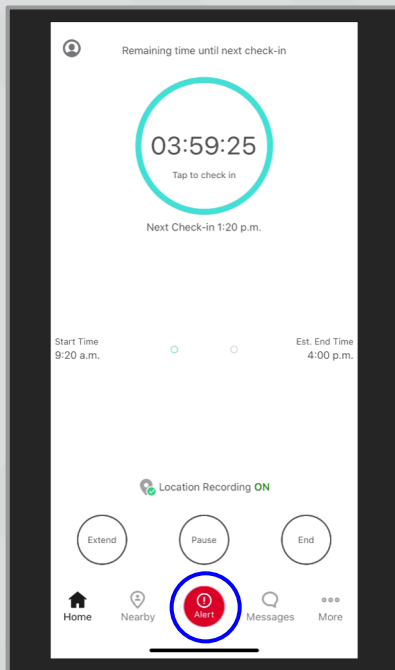 Remaining time until next check-in
03:59:25
Tap to check in
Next Check-in 1:20 p.m.
Start Time
9:20 a.m.
Est. End Time
4:00 p.m.
Location Recording ON
Extend
Pause
End
Home
Nearby
Alert
Messages
More